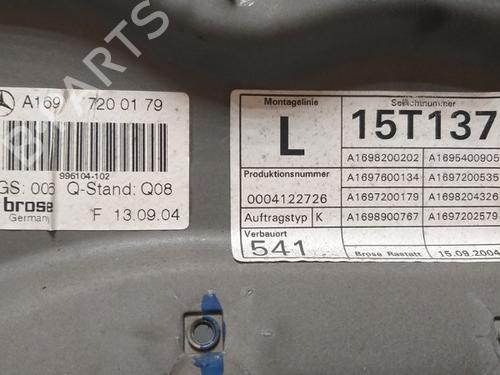 A169 720 01 79
996104-102
GS: 006 Q-Stand: Q08
brose
Germany
F 13.09.04
Montagelinie
L
15T137
Produktionsnummer
0004122726
Auftragstyp K
Verbauort
541
A1698200202 A1695400905
A1697600134 A1697200535
A1697200179 A1698204326
A1698900767 A1697202579
Brose Rastatt 15.09.2004
PARTS